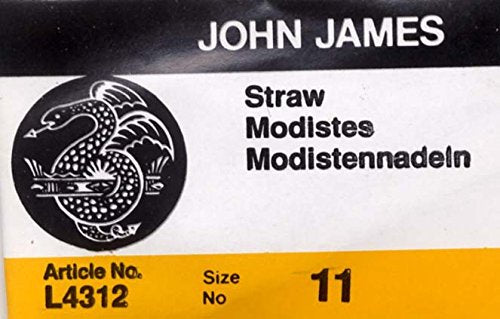 JOHN JAMES
Straw
Modistes
Modistennadeln
Article No.
L4312
Size
No
11